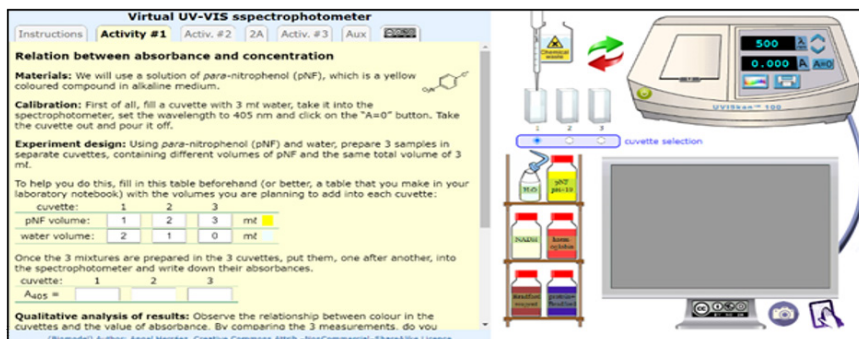 Virtual UV-VIS sspectrophotometer
Instructions Activity #1 Activ. #2 2A Activ. #3 Aux
Relation between absorbance and concentration
Materials: We will use a solution of para-nitrophenol (pNF), which is a yellow
coloured compound in alkaline medium.
Calibration: First of all, fill a cuvette with 3 mℓ water, take it into the
spectrophotometer, set the wavelength to 405 nm and click on the "A=0" button. Take
the cuvette out and pour it off.
Experiment design: Using para-nitrophenol (pNF) and water, prepare 3 samples in
separate cuvettes, containing different volumes of pNF and the same total volume of 3
mℓ.
To help you do this, fill in this table beforehand (or better, a table that you make in your
laboratory notebook) with the volumes you are planning to add into each cuvette:
cuvette: 1 2 3
pNF volume: 1 2 3 mℓ
water volume: 2 1 0 mℓ
Once the 3 mixtures are prepared in the 3 cuvettes, put them, one after another, into
the spectrophotometer and write down their absorbances.
cuvette: 1 2 3
A405 =
Qualitative analysis of results: Observe the relationship between colour in the
cuvettes and the value of absorbance. By comparing the 3 measurements, do you
Chemical
waste
1 2 3
cuvette selection
H₂O
pNF
pH=10
NADH
500 λ
0.000 A A=0
UVISkan 100